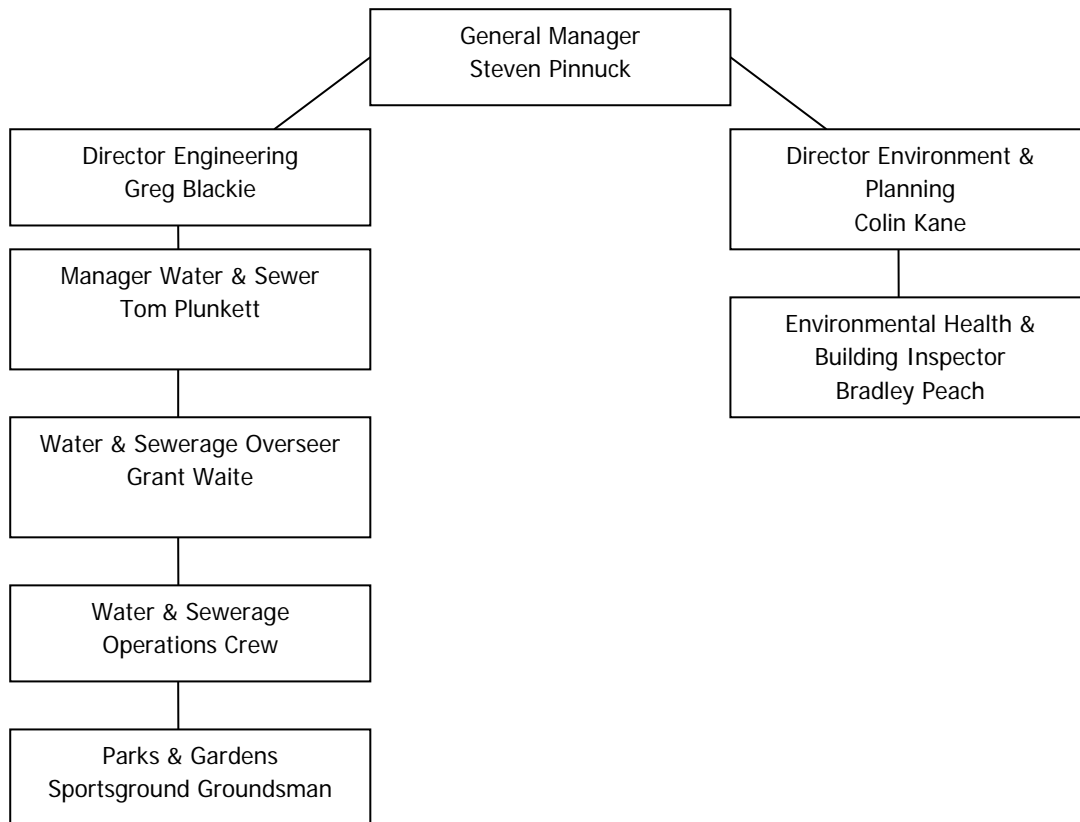 General Manager
Steven Pinnuck
Director Engineering
Greg Blackie
Director Environment &
Planning
Colin Kane
Manager Water & Sewer
Tom Plunkett
Environmental Health &
Building Inspector
Bradley Peach
Water & Sewerage Overseer
Grant Waite
Water & Sewerage
Operations Crew
Parks & Gardens
Sportsground Groundsman